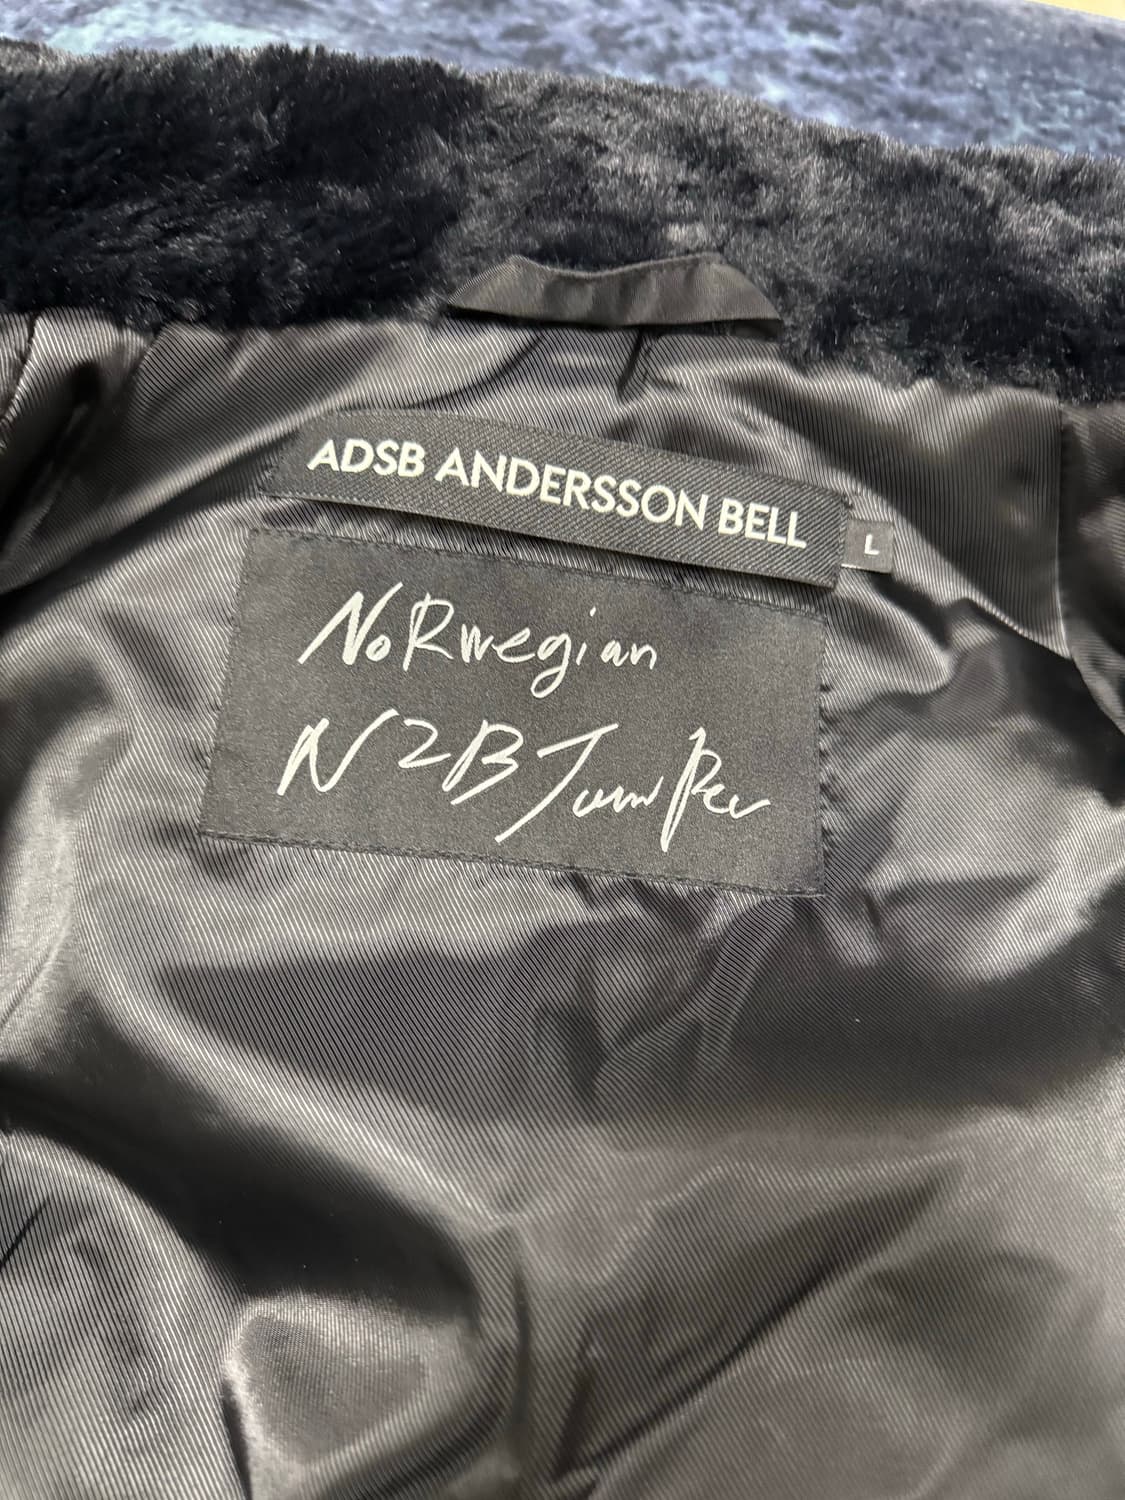 ADSB ANDERSSON BELL
L
NoRwegian
N2B JumPer